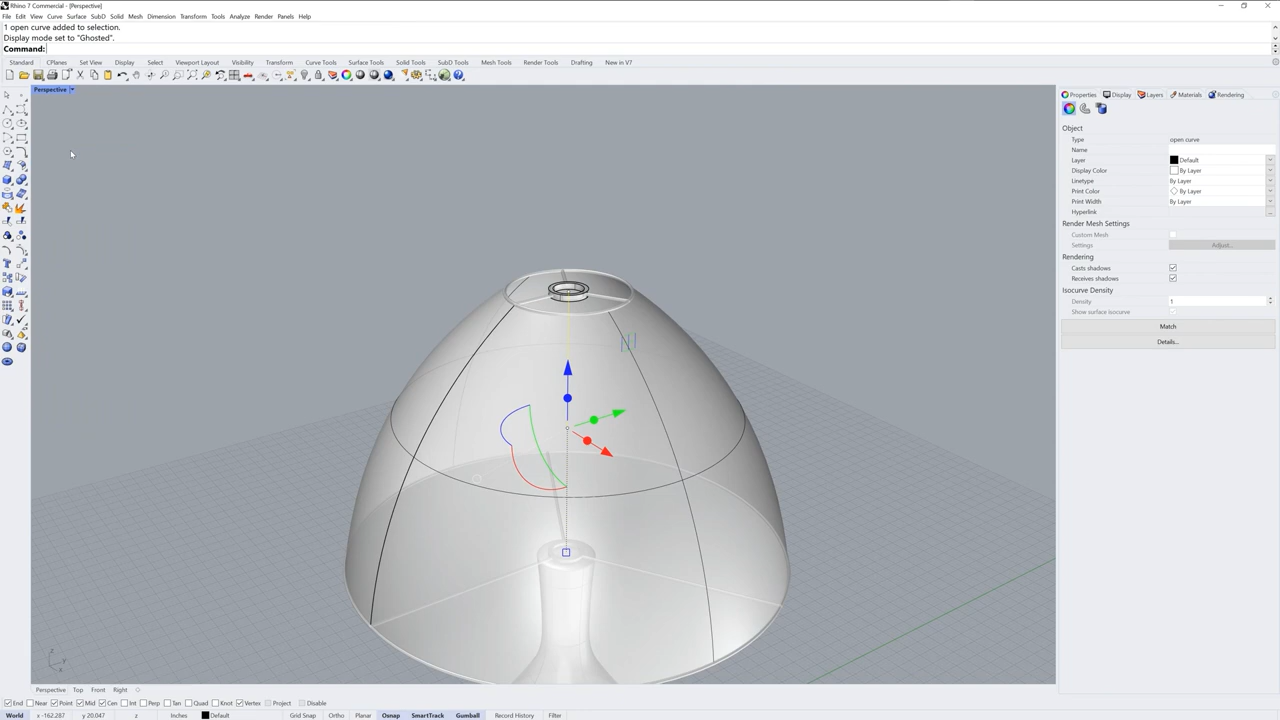 Rhino 7 Commercial - [Perspective]
File Edit View Curve Surface SubD Solid Mesh Dimension Transform Tools Analyze Render Panels Help
1 open curve added to selection.
Display mode set to "Ghosted".
Command:
Standard CPlanes Set View Display Select Viewport Layout Visibility Transform Curve Tools Surface Tools Solid Tools SubD Tools Mesh Tools Render Tools Drafting New in V7
Perspective
Properties Display Layers Materials Rendering
Object
Type open curve
Name
Layer Default
Display Color By Layer
Linetype By Layer
Print Color By Layer
Print Width By Layer
Hyperlink ...
Render Mesh Settings
Custom Mesh
Settings Adjust...
Rendering
Casts shadows
Receives shadows
Isocurve Density
Density 1
Show surface isocurve
Match
Details...
z
y
x
Perspective Top Front Right
End Near Point Mid Cen Int Perp Tan Quad Knot Vertex Project Disable
World x -162.287 y 20.047 z Inches Default Grid Snap Ortho Planar Osnap SmartTrack Gumball Record History Filter